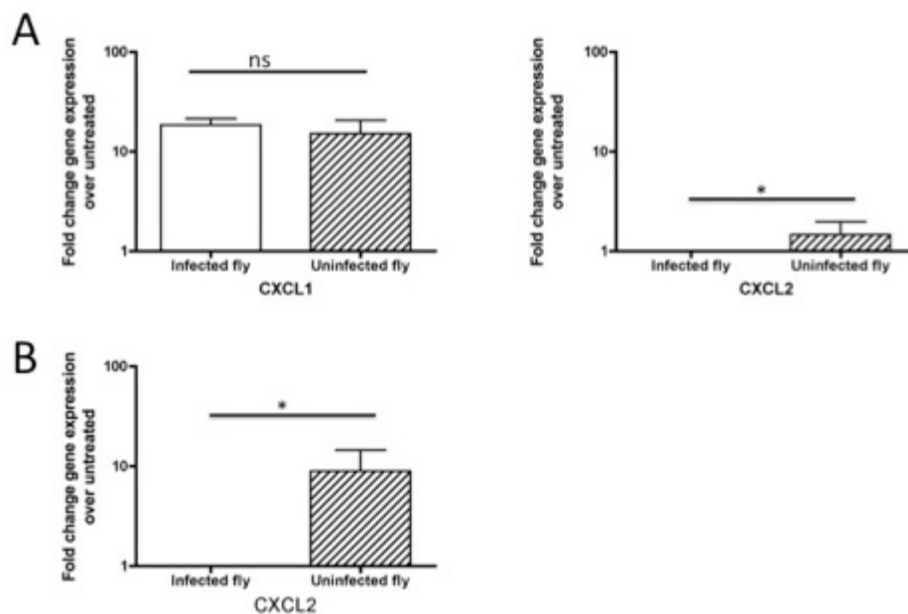 A
Fold change gene expression
over untreated
100
10
1
ns
Infected fly
Uninfected fly
CXCL1
Fold change gene expression
over untreated
100
10
1
*
Infected fly
Uninfected fly
CXCL2
B
Fold change gene expression
over untreated
100
10
1
*
Infected fly
Uninfected fly
CXCL2